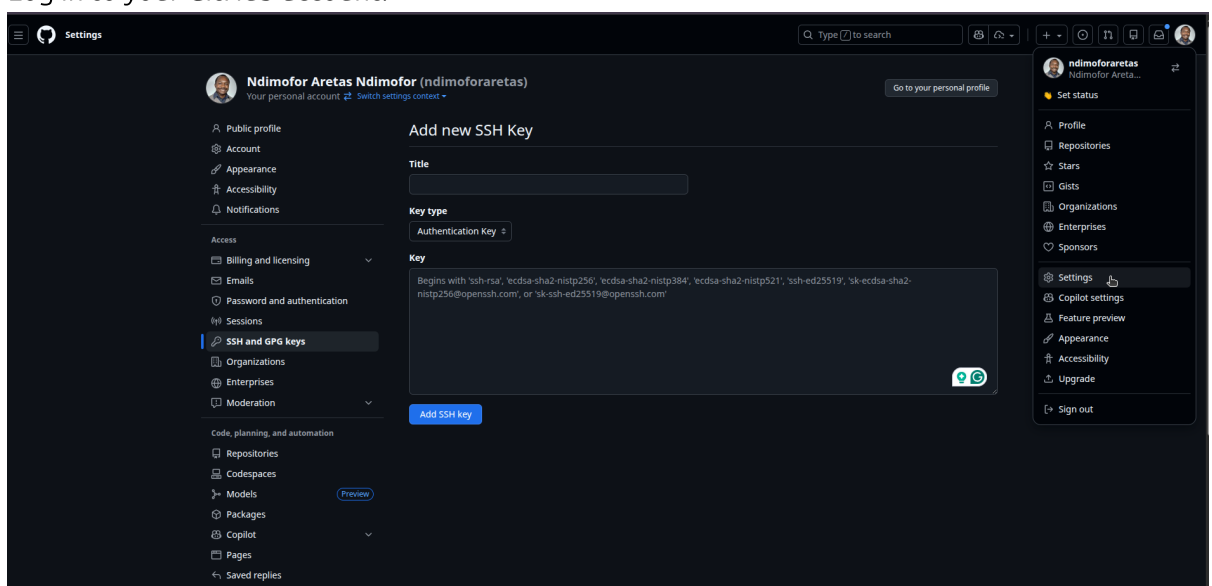 Log in to your GitHub account.
Settings
Type / to search
Ndimofor Aretas Ndimofor (ndimoforaretas)
Your personal account Switch settings context
Go to your personal profile
Public profile
Account
Appearance
Accessibility
Notifications
Access
Billing and licensing
Emails
Password and authentication
Sessions
SSH and GPG keys
Organizations
Enterprises
Moderation
Code, planning, and automation
Repositories
Codespaces
Models Preview
Packages
Copilot
Pages
Saved replies
Add new SSH Key
Title
Key type
Authentication Key
Key
Begins with 'ssh-rsa', 'ecdsa-sha2-nistp256', 'ecdsa-sha2-nistp384', 'ecdsa-sha2-nistp521', 'ssh-ed25519', 'sk-ecdsa-sha2-
nistp256@openssh.com', or 'sk-ssh-ed25519@openssh.com'
Add SSH key
ndimoforaretas
Ndimofor Areta...
Set status
Profile
Repositories
Stars
Gists
Organizations
Enterprises
Sponsors
Settings
Copilot settings
Feature preview
Appearance
Accessibility
Upgrade
Sign out